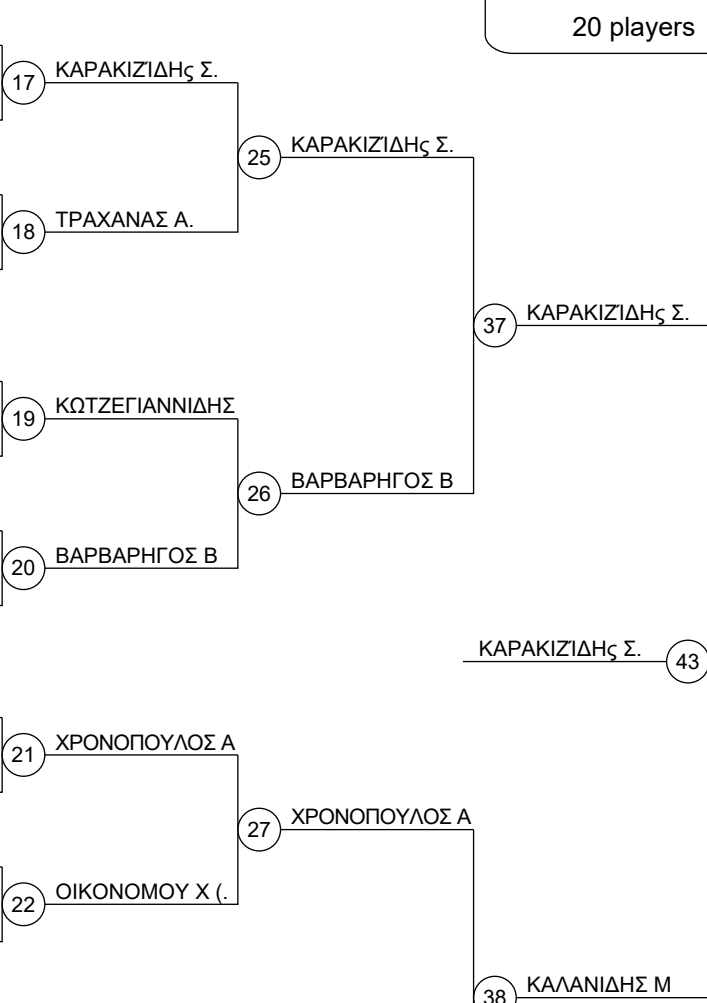 20 players
17 ΚΑΡΑΚΙΖΊΔΗς Σ.
25 ΚΑΡΑΚΙΖΊΔΗς Σ.
18 ΤΡΑΧΑΝΑΣ Α.
37 ΚΑΡΑΚΙΖΊΔΗς Σ.
19 ΚΩΤΖΕΓΙΑΝΝΙΔΗΣ
26 ΒΑΡΒΑΡΗΓΟΣ Β
20 ΒΑΡΒΑΡΗΓΟΣ Β
ΚΑΡΑΚΙΖΊΔΗς Σ. 43
21 ΧΡΟΝΟΠΟΥΛΟΣ Α
27 ΧΡΟΝΟΠΟΥΛΟΣ Α
22 ΟΙΚΟΝΟΜΟΥ Χ (.
38 ΚΑΛΑΝΙΔΗΣ Μ